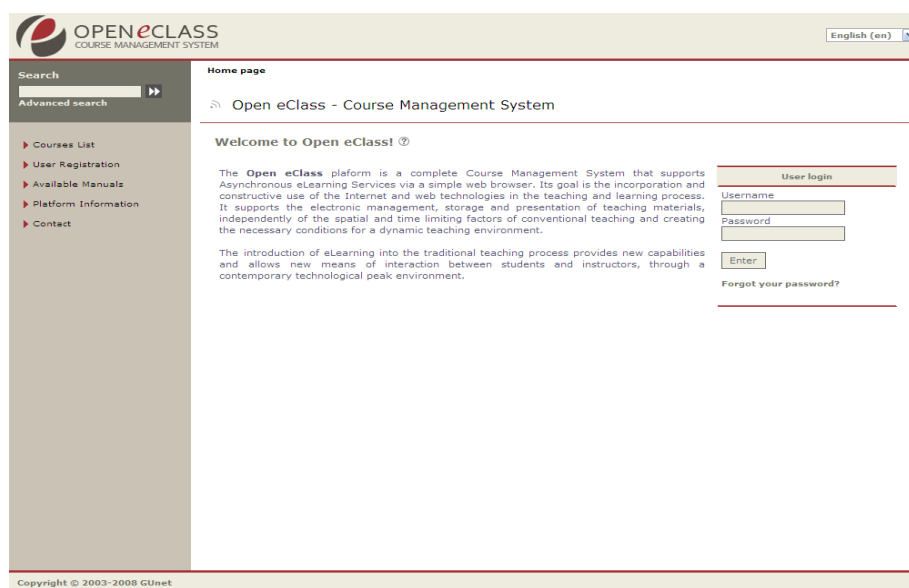 OPEN eCLASS
COURSE MANAGEMENT SYSTEM
English (en)
Search
Advanced search
Courses List
User Registration
Available Manuals
Platform Information
Contact
Home page
Open eClass - Course Management System
Welcome to Open eClass!
The Open eClass plaform is a complete Course Management System that supports
Asynchronous eLearning Services via a simple web browser. Its goal is the incorporation and
constructive use of the Internet and web technologies in the teaching and learning process.
It supports the electronic management, storage and presentation of teaching materials,
independently of the spatial and time limiting factors of conventional teaching and creating
the necessary conditions for a dynamic teaching environment.
The introduction of eLearning into the traditional teaching process provides new capabilities
and allows new means of interaction between students and instructors, through a
contemporary technological peak environment.
User login
Username
Password
Enter
Forgot your password?
Copyright © 2003-2008 GUnet